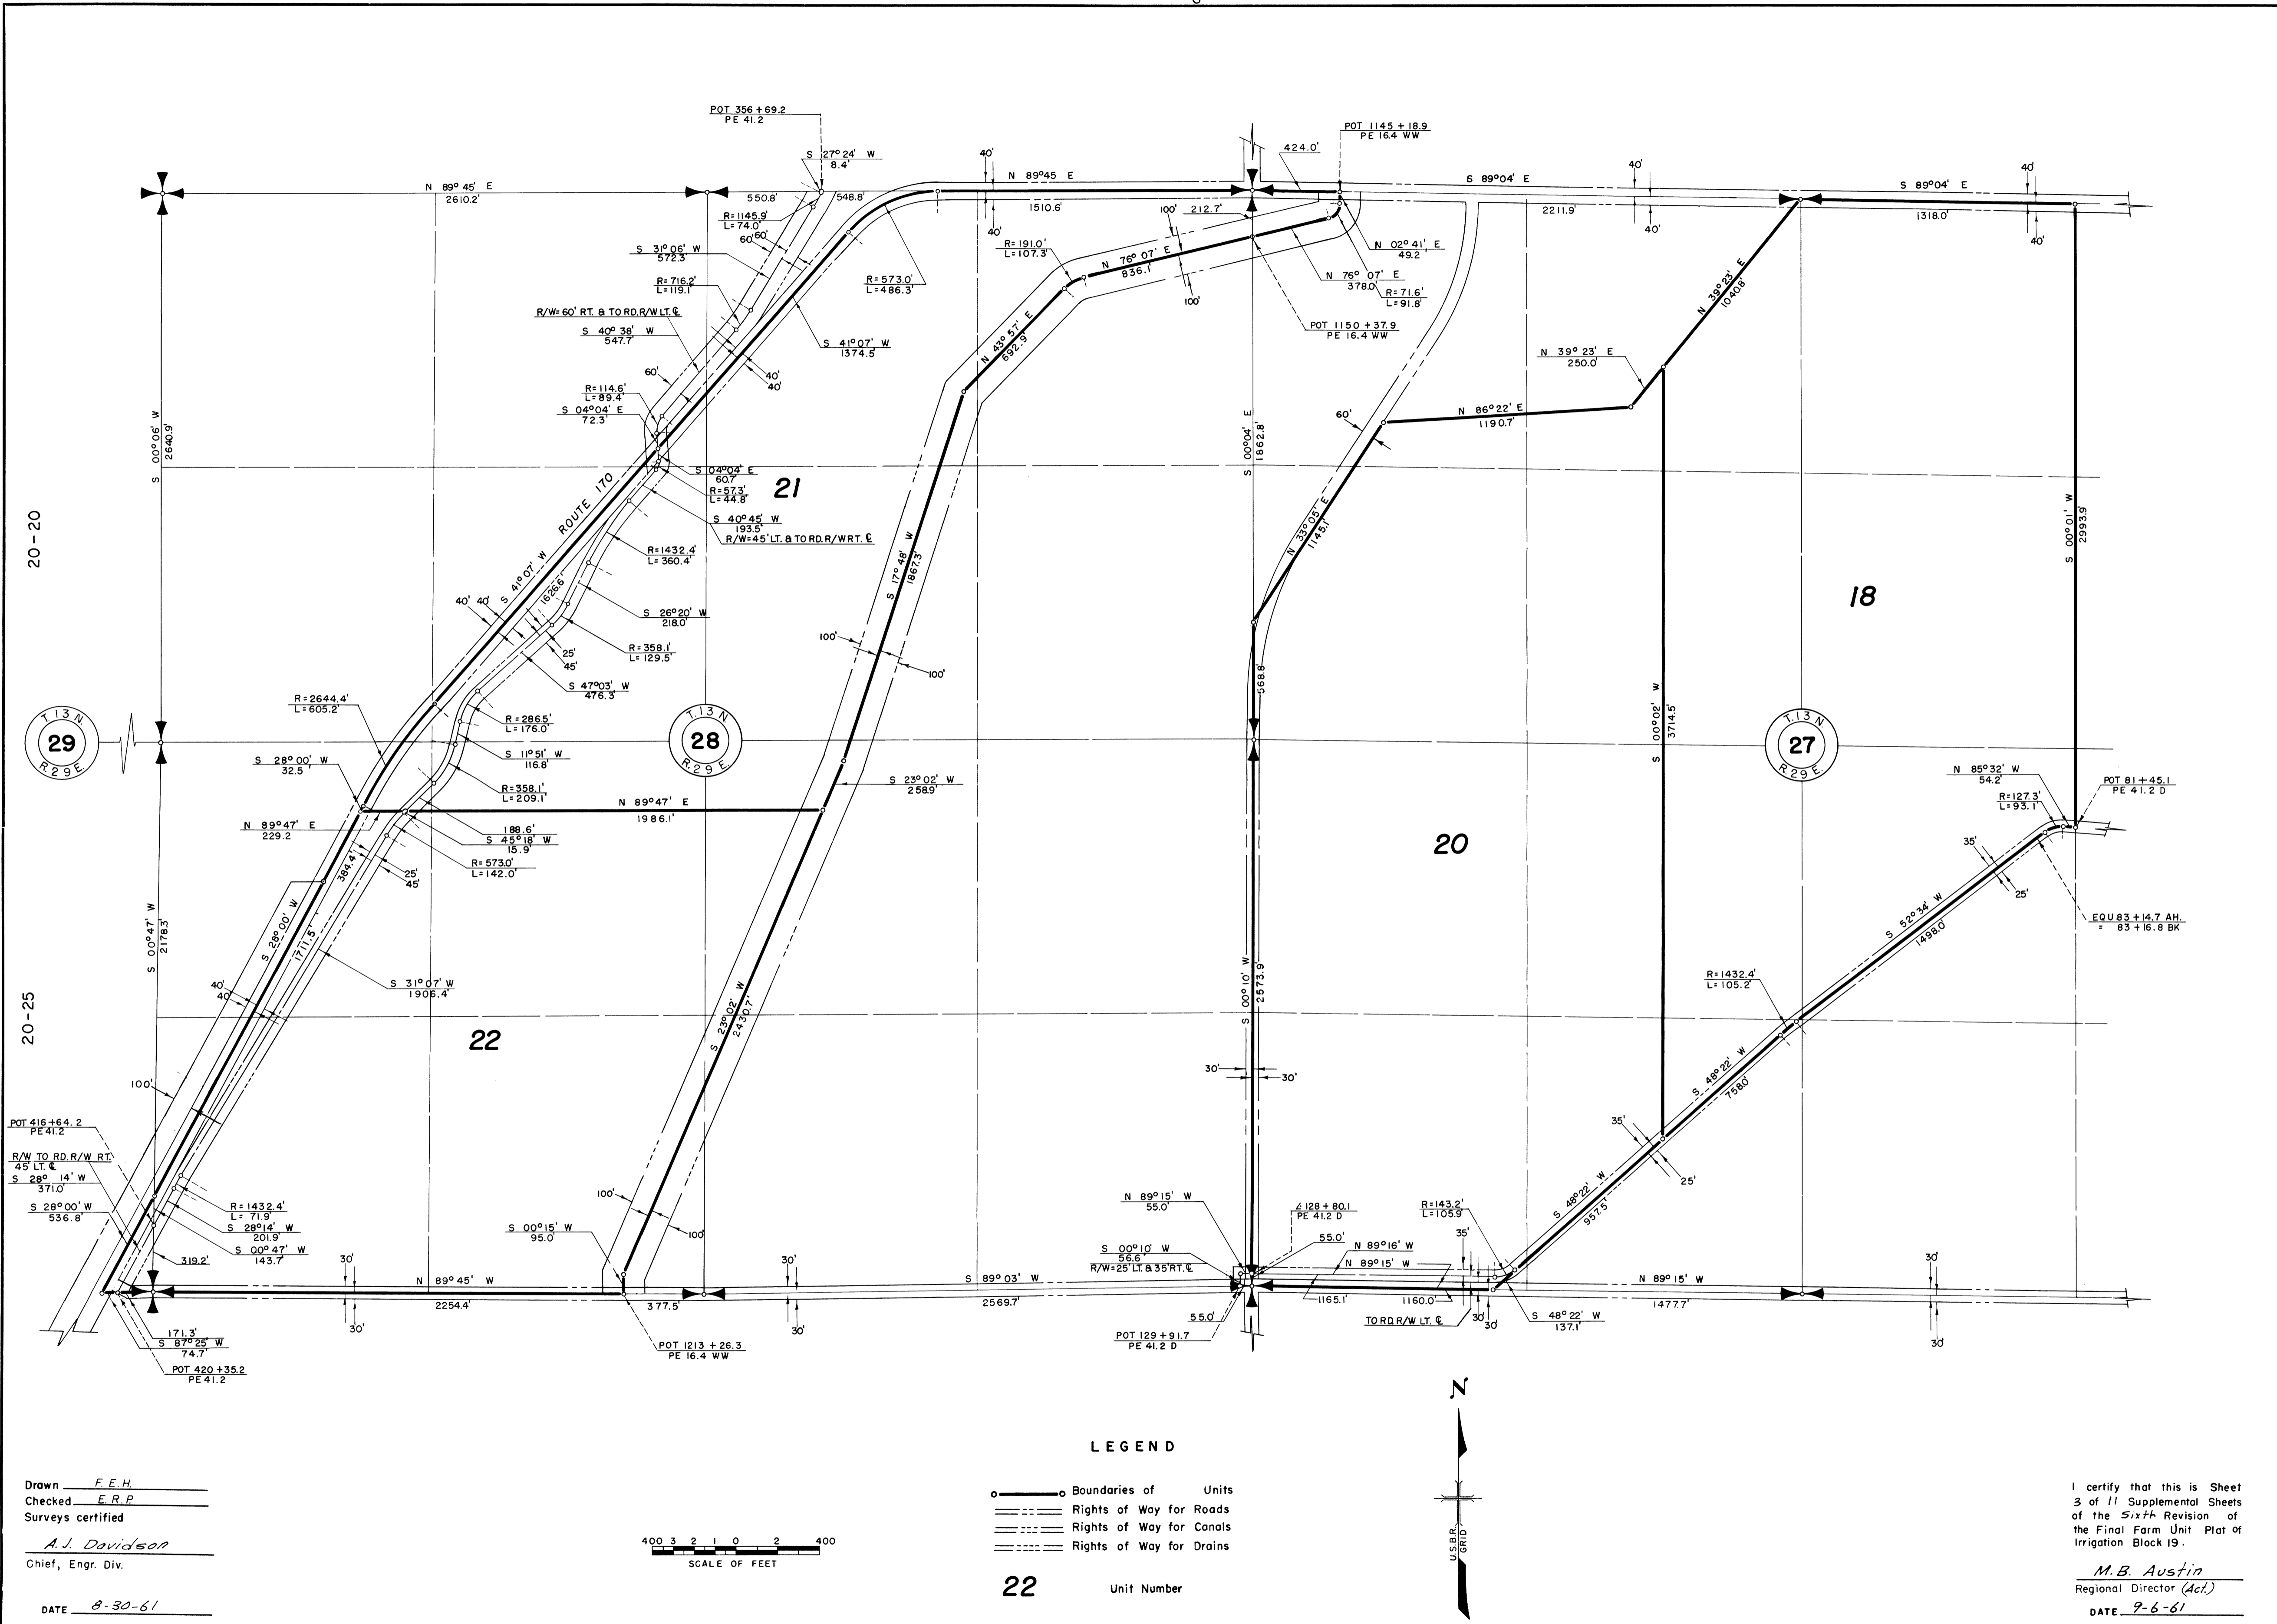 POT 356+69.2
PE 41.2
S 27°24' W
8.4'
40'
N 89°45 E
424.0'
POT 1145+18.9
PE 16.4 WW
N 89°45' E
2610.2'
550.8'
548.8'
1510.6'
40'
S 89°04' E
2211.9'
40'
40'
S 89°04' E
1318.0'
40'
40'
R=1145.9'
L=74.0'
60'
60'
S 31°06' W
572.3'
R=716.2'
L=119.1'
R/W=60' RT. & TO RD.R/W LT. ℄
S 40°38' W
547.7'
R=573.0'
L=486.3'
S 41°07' W
1374.5'
40'
40'
60'
R=114.6'
L=89.4'
S 04°04' E
72.3'
100'
212.7'
R=191.0'
L=107.3'
N 76°07' E
836.1'
100'
N 02°41' E
49.2'
N 76°07' E
378.0'
R=71.6'
L=91.8'
POT 1150+37.9
PE 16.4 WW
N 43°57' E
692.9'
N 39°23' E
1040.8'
N 39°23' E
250.0'
N 86°22' E
1190.7'
60'
S 00°06' W
2640.9'
S 00°04' E
1862.8'
20-20
ROUTE 170
21
S 04°04' E
60.7'
R=57.3'
L=44.8'
S 40°45' W
193.5'
R/W=45' LT. & TO RD. R/W RT. ℄
R=1432.4'
L=360.4'
S 41°07' W
1626.6'
40' 40'
S 26°20' W
218.0'
R=358.1'
L=129.5'
25'
45'
S 47°03' W
476.3'
S 17°48' W
1867.3'
100'
100'
N 33°05' E
1145.1'
568.8'
S 00°01' W
2993.9'
18
S 00°02' W
3714.5'
T.13 N.
29
R.29 E.
T.13 N.
28
R.29 E.
T.13 N.
27
R.29 E.
R=2644.4'
L=605.2'
R=286.5'
L=176.0'
S 11°51' W
116.8'
S 28°00' W
32.5'
R=358.1'
L=209.1'
N 89°47' E
1986.1'
S 23°02' W
258.9'
N 89°47' E
229.2
188.6'
S 45°18' W
15.9'
R=573.0'
L=142.0'
25'
45'
384.4'
N 85°32' W
54.2'
R=127.3'
L=93.1'
POT 81+45.1
PE 41.2 D
35'
25'
EQU 83+14.7 AH.
= 83+16.8 BK
S 52°34' W
1498.0'
20
S 00°47' W
2178.3'
S 28°00' W
1711.5'
40'
40'
S 31°07' W
1906.4'
20-25
22
S 23°02' W
2430.7'
S 00°10' W
2573.9'
30'
30'
R=1432.4'
L=105.2'
S 48°22' W
758.0'
35'
25'
100'
POT 416+64.2
PE 41.2
R/W TO RD. R/W RT.
45' LT. ℄
S 28°14' W
371.0'
S 28°00' W
536.8'
R=1432.4'
L=71.9'
S 28°14' W
201.9'
S 00°47' W
143.7'
319.2'
30'
N 89°45' W
2254.4'
30'
171.3'
S 87°25' W
74.7'
POT 420+35.2
PE 41.2
100'
100'
S 00°15' W
95.0'
377.5'
POT 1213+26.3
PE 16.4 WW
30'
30'
S 89°03' W
2569.7'
N 89°15' W
55.0'
∠128+80.1
PE 41.2 D
S 00°10' W
56.6'
R/W=25' LT. & 35' RT. ℄
55.0'
55.0'
POT 129+91.7
PE 41.2 D
N 89°16' W
N 89°15' W
1165.1'
1160.0'
TO RD. R/W LT. ℄
R=143.2'
L=105.9'
35'
30'
30'
S 48°22' W
957.5'
S 48°22' W
137.1'
N 89°15' W
1477.7'
30'
30'
N
U.S.B.R.
GRID
LEGEND
Boundaries of Units
Rights of Way for Roads
Rights of Way for Canals
Rights of Way for Drains
22 Unit Number
400 3 2 1 0 2 400
SCALE OF FEET
Drawn F.E.H.
Checked E.R.P.
Surveys certified
A.J. Davidson
Chief, Engr. Div.
DATE 8-30-61
I certify that this is Sheet
3 of 11 Supplemental Sheets
of the Sixth Revision of
the Final Farm Unit Plat of
Irrigation Block 19.
M.B. Austin
Regional Director (Act.)
DATE 9-6-61